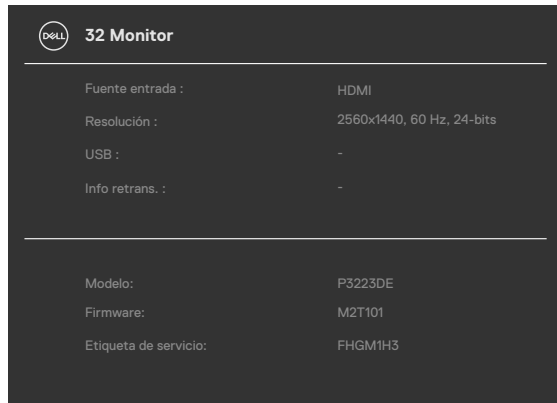 DELL 32 Monitor
Fuente entrada : HDMI
Resolución : 2560x1440, 60 Hz, 24-bits
USB : -
Info retrans. : -
Modelo: P3223DE
Firmware: M2T101
Etiqueta de servicio: FHGM1H3